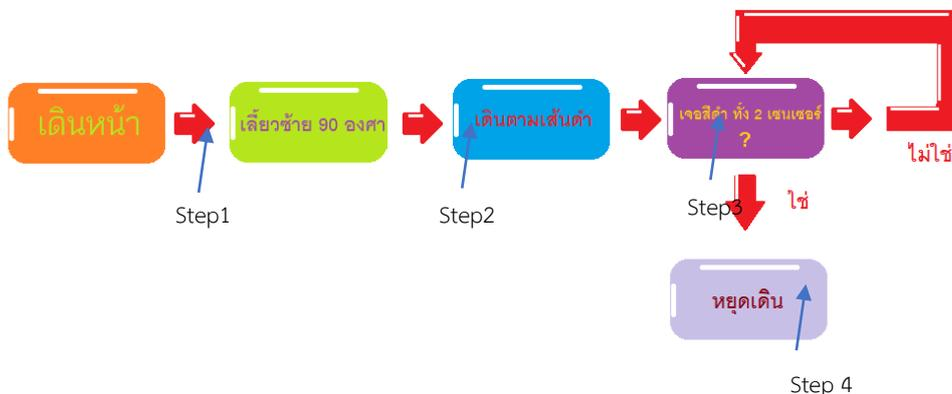 เดินหน้า
เลี้ยวซ้าย 90 องศา
เดินตามเส้นดำ
เจอสีดำ ทั้ง 2 เซนเซอร์
?
ไม่ใช่
Step1
Step2
Step3
ใช่
หยุดเดิน
Step 4